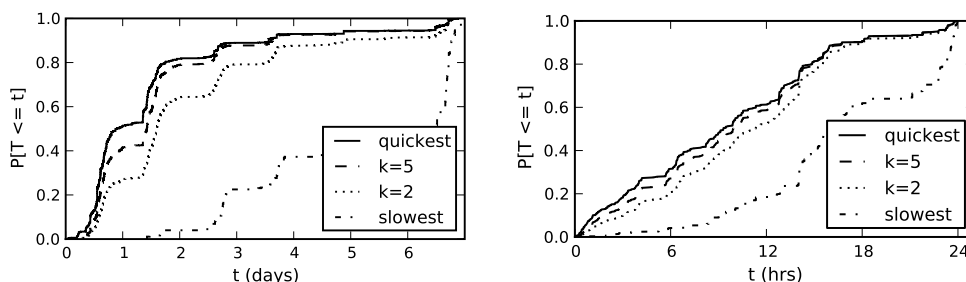 1.0
0.8
0.6
0.4
0.2
0.0
P[T <= t]
0 1 2 3 4 5 6
t (days)
quickest
k=5
k=2
slowest
1.0
0.8
0.6
0.4
0.2
0.0
P[T <= t]
0 6 12 18 24
t (hrs)
quickest
k=5
k=2
slowest